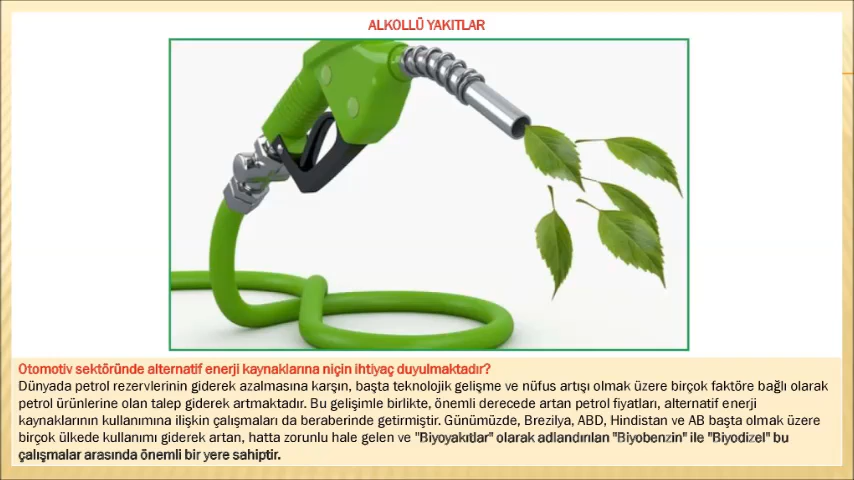 ALKOLLÜ YAKITLAR
Otomotiv sektöründe alternatif enerji kaynaklarına niçin ihtiyaç duyulmaktadır?
Dünyada petrol rezervlerinin giderek azalmasına karşın, başta teknolojik gelişme ve nüfus artışı olmak üzere birçok faktöre bağlı olarak
petrol ürünlerine olan talep giderek artmaktadır. Bu gelişimle birlikte, önemli derecede artan petrol fiyatları, alternatif enerji
kaynaklarının kullanımına ilişkin çalışmaları da beraberinde getirmiştir. Günümüzde, Brezilya, ABD, Hindistan ve AB başta olmak üzere
birçok ülkede kullanımı giderek artan, hatta zorunlu hale gelen ve "Biyoyakıtlar" olarak adlandırılan "Biyobenzin" ile "Biyodizel" bu
çalışmalar arasında önemli bir yere sahiptir.